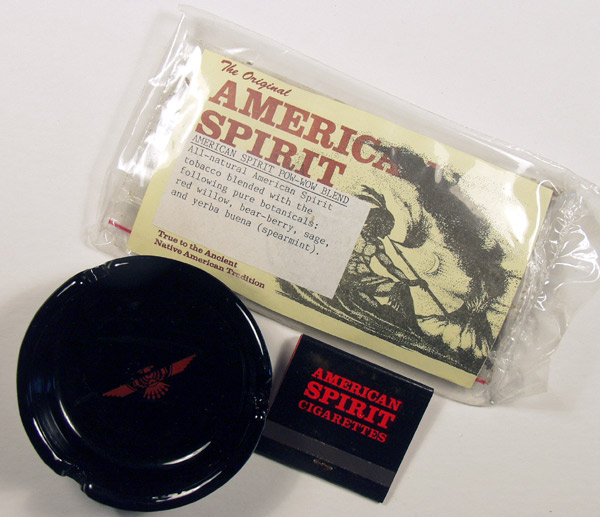 The Original
AMERICAN
SPIRIT
AMERICAN SPIRIT POW-WOW BLEND
All-natural American Spirit
tobacco blended with the
following pure botanicals:
red willow, bear-berry, sage,
and yerba buena (spearmint).
True to the Ancient
Native American Tradition
AMERICAN
SPIRIT
CIGARETTES